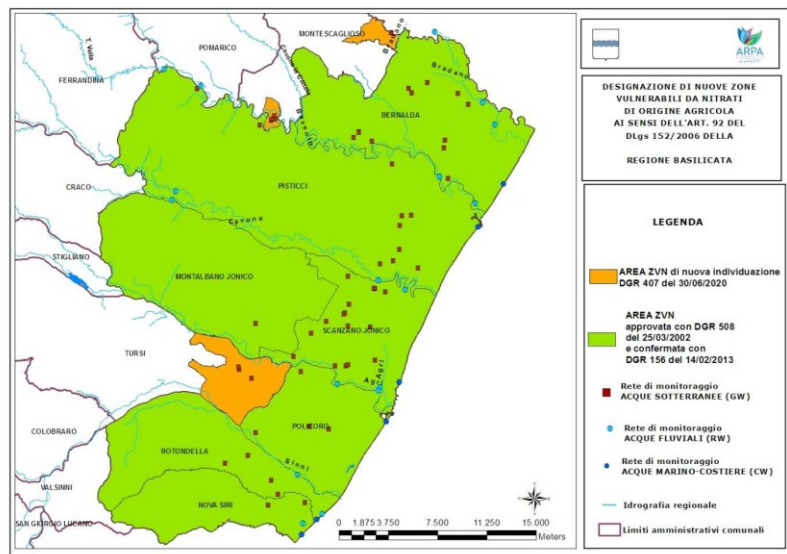 MONTESCAGLIOSO
POMARICO
T. Vella
FERRANDINA
Bradano
Bradano
Basento
BERNALDA
PISTICCI
CRACO
Cavone
STIGLIANO
MONTALBANO JONICO
SCANZANO JONICO
TURSI
Agri
Agri
COLOBRARO
POLICORO
ROTONDELLA
Sinni
VALSINNI
NOVA SIRI
SAN GIORGIO LUCANO
0 1.875 3.750 7.500 11.250 15.000
Meters
ARPA
DESIGNAZIONE DI NUOVE ZONE
VULNERABILI DA NITRATI
DI ORIGINE AGRICOLA
AI SENSI DELL'ART. 92 DEL
DLgs 152/2006 DELLA
REGIONE BASILICATA
LEGENDA
AREA ZVN di nuova individuazione
DGR 407 del 30/06/2020
AREA ZVN
approvata con DGR 508
del 25/03/2002
e confermata con
DGR 156 del 14/02/2013
Rete di monitoraggio
ACQUE SOTTERRANEE (GW)
Rete di monitoraggio
ACQUE FLUVIALI (RW)
Rete di monitoraggio
ACQUE MARINO-COSTIERE (CW)
Idrografia regionale
Limiti amministrativi comunali